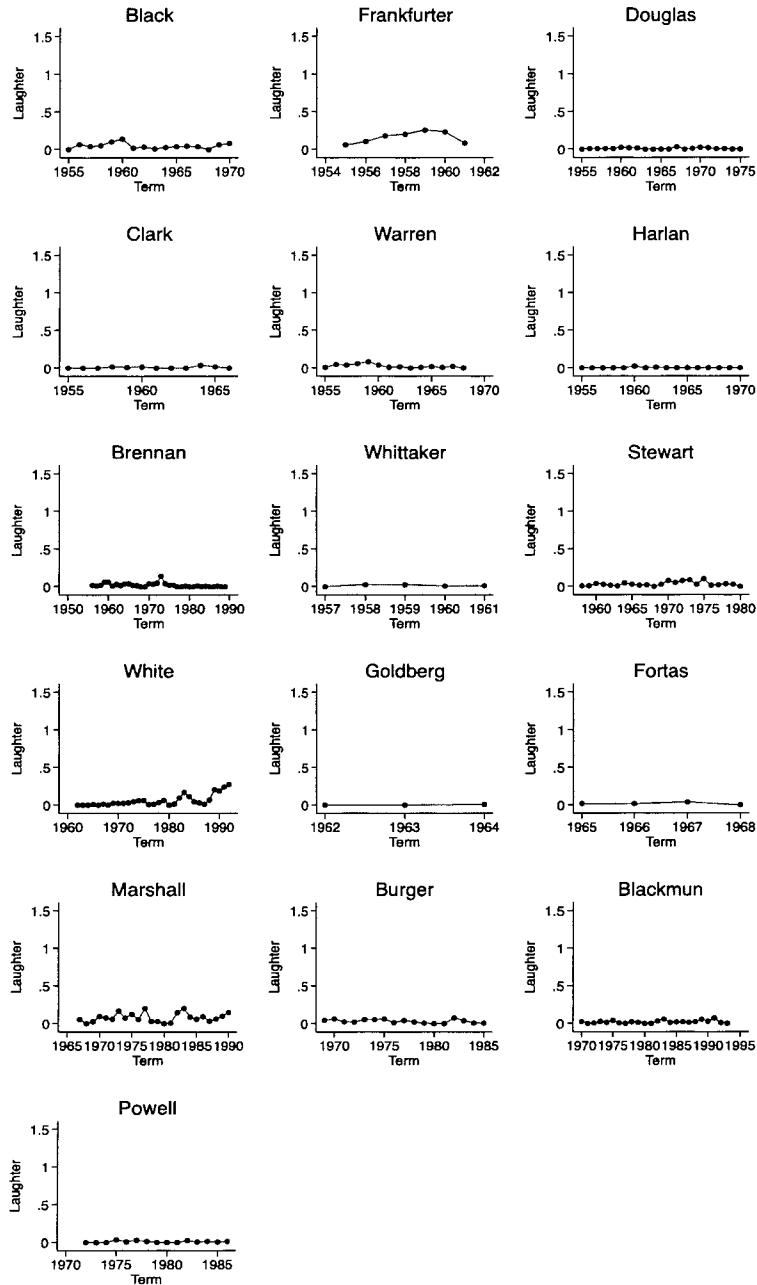 Black
Laughter
1.5
1
.5
0
1955 1960 1965 1970
Term
Frankfurter
Laughter
1.5
1
.5
0
1954 1956 1958 1960 1962
Term
Douglas
Laughter
1.5
1
.5
0
1955 1960 1965 1970 1975
Term
Clark
Laughter
1.5
1
.5
0
1955 1960 1965
Term
Warren
Laughter
1.5
1
.5
0
1955 1960 1965 1970
Term
Harlan
Laughter
1.5
1
.5
0
1955 1960 1965 1970
Term
Brennan
Laughter
1.5
1
.5
0
1950 1960 1970 1980 1990
Term
Whittaker
Laughter
1.5
1
.5
0
1957 1958 1959 1960 1961
Term
Stewart
Laughter
1.5
1
.5
0
1960 1965 1970 1975 1980
Term
White
Laughter
1.5
1
.5
0
1960 1970 1980 1990
Term
Goldberg
Laughter
1.5
1
.5
0
1962 1963 1964
Term
Fortas
Laughter
1.5
1
.5
0
1965 1966 1967 1968
Term
Marshall
Laughter
1.5
1
.5
0
1965 1970 1975 1980 1985 1990
Term
Burger
Laughter
1.5
1
.5
0
1970 1975 1980 1985
Term
Blackmun
Laughter
1.5
1
.5
0
1970 1975 1980 1985 1990 1995
Term
Powell
Laughter
1.5
1
.5
0
1970 1975 1980 1985
Term